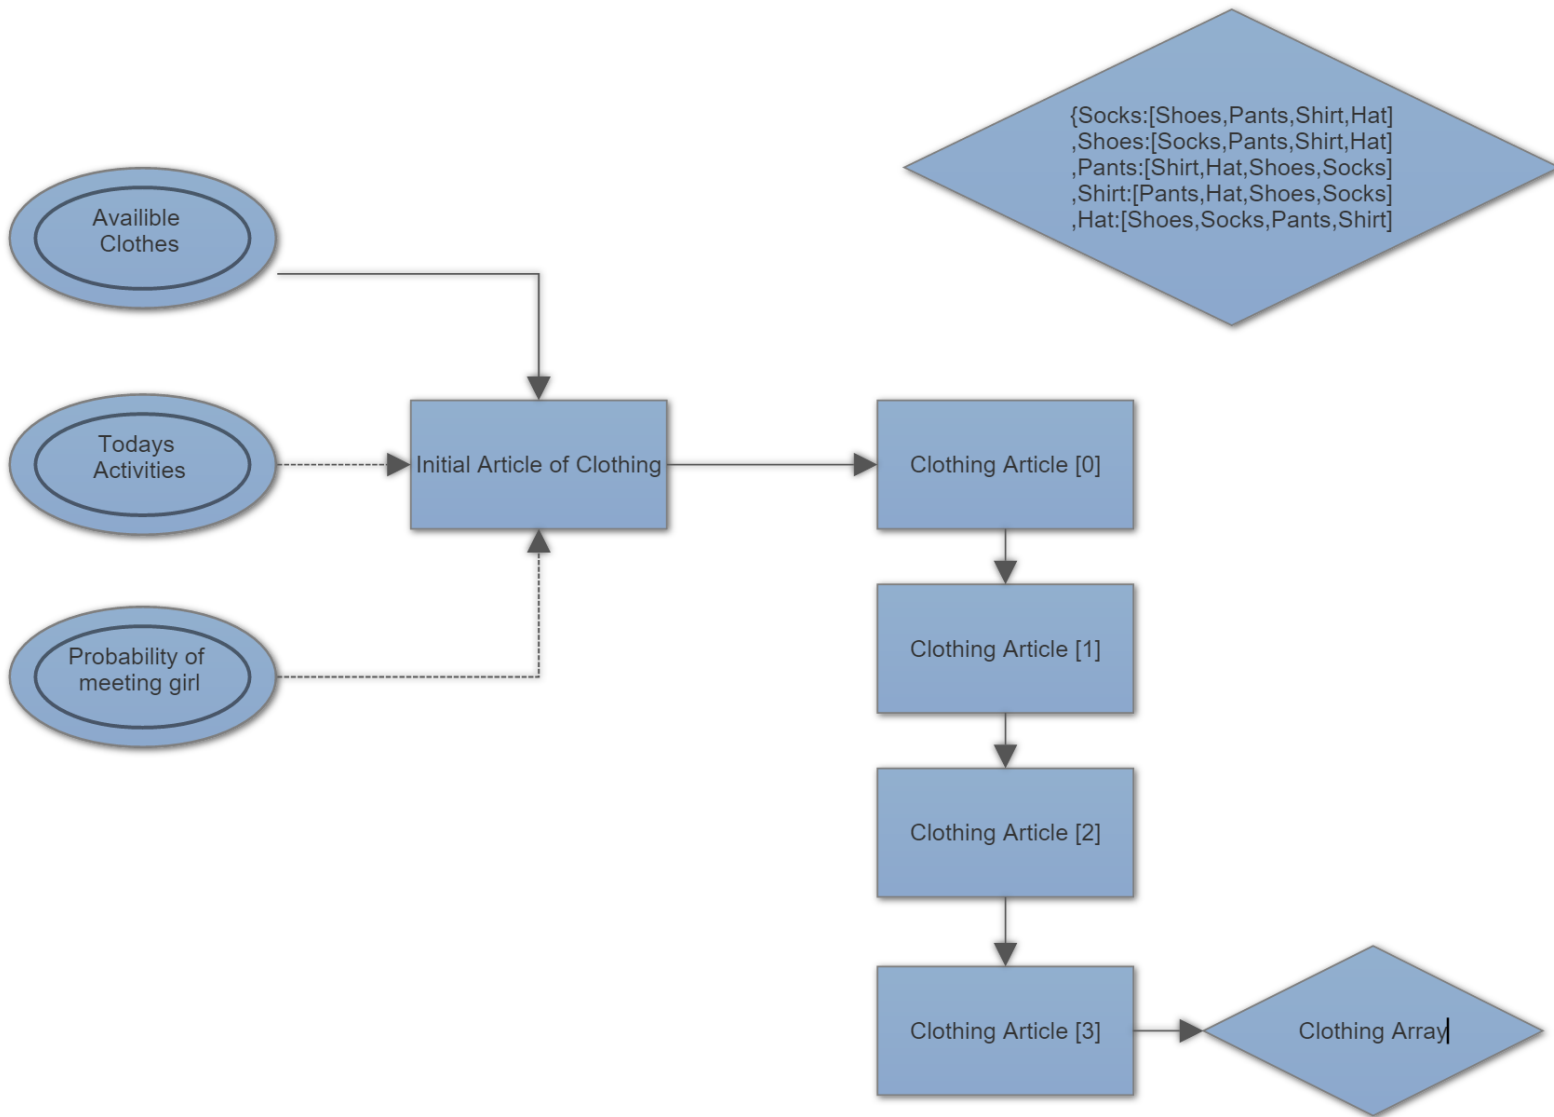 {Socks:[Shoes,Pants,Shirt,Hat]
,Shoes:[Socks,Pants,Shirt,Hat]
,Pants:[Shirt,Hat,Shoes,Socks]
,Shirt:[Pants,Hat,Shoes,Socks]
,Hat:[Shoes,Socks,Pants,Shirt]
Availible
Clothes
Todays
Activities
Initial Article of Clothing
Clothing Article [0]
Probability of
meeting girl
Clothing Article [1]
Clothing Article [2]
Clothing Article [3]
Clothing Array